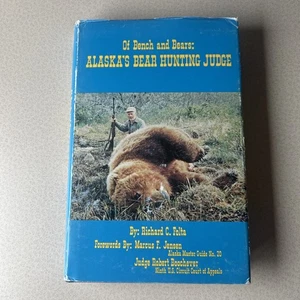 Of Bench and Bears:
ALASKA'S BEAR HUNTING JUDGE
By: Richard C. Folta
Forewords By: Marcus F. Jensen
Alaska Master Guide No. 20
Judge Robert Boochever
Ninth U.S. Circuit Court of Appeals